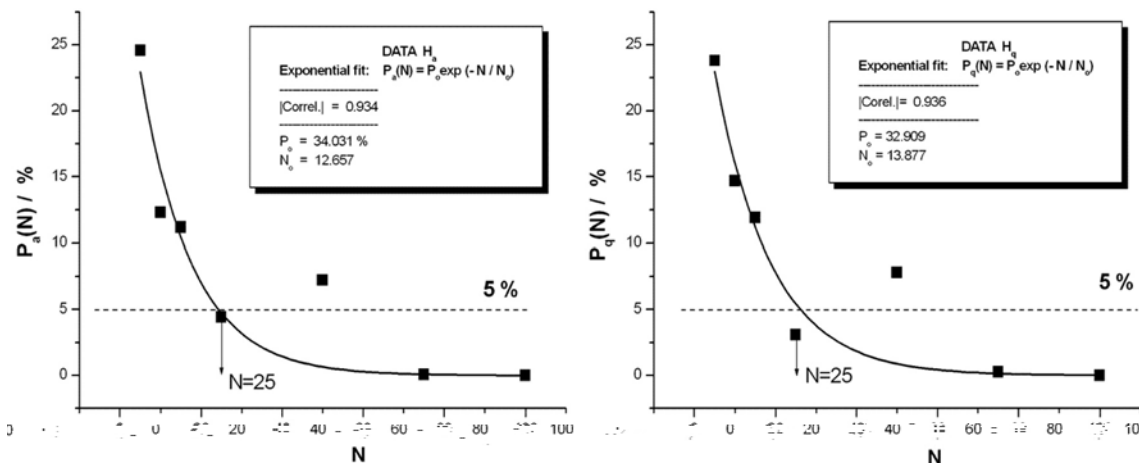 25
20
15
10
5
0
P_a(N) / %
DATA H_a
Exponential fit: P_a(N) = P_o exp (- N / N_o)
|Correl.| = 0.934
P_o = 34.031 %
N_o = 12.657
5 %
N=25
0 20 40 60 80 100
N
25
20
15
10
5
0
P_q(N) / %
DATA H_q
Exponential fit: P_q(N) = P_o exp (- N / N_o)
|Corel.|= 0.936
P_o = 32.909
N_o = 13.877
5 %
N=25
0 20 40 60 80
N